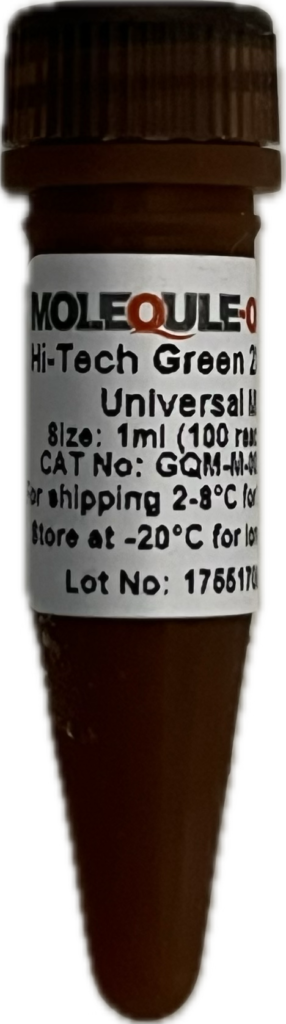 MOLEQULE-O
Hi-Tech Green 2
Universal M
Size: 1ml (100 reac
CAT No: GQM-M-0
For shipping 2-8°C for
Store at -20°C for lon
Lot No: 1755170